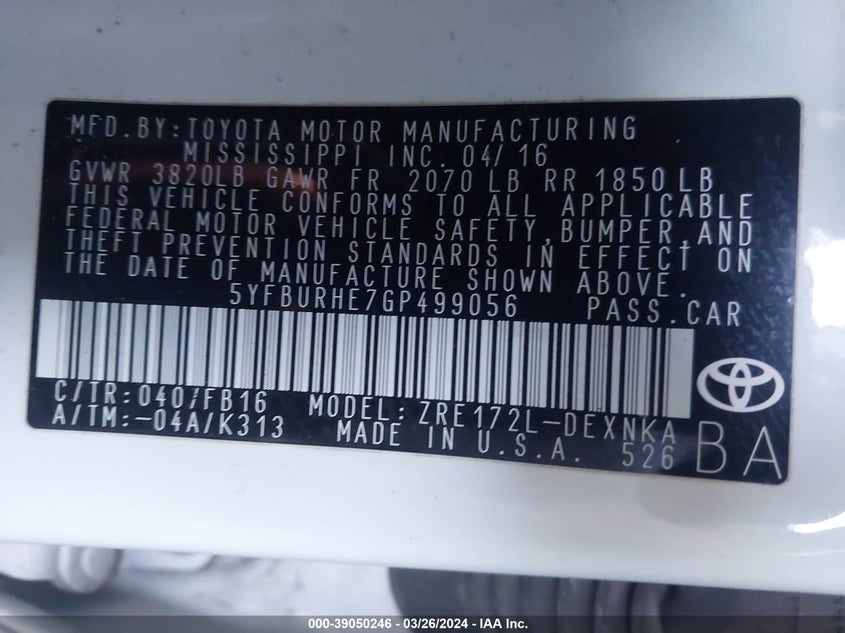 MFD.BY:TOYOTA MOTOR MANUFACTURING
MISSISSIPPI INC. 04/16
GVWR 3820LB GAWR FR 2070 LB RR 1850 LB
THIS VEHICLE CONFORMS TO ALL APPLICABLE
FEDERAL MOTOR VEHICLE SAFETY,BUMPER,AND
THEFT PREVENTION STANDARDS IN EFFECT ON
THE DATE OF MANUFACTURE SHOWN ABOVE.
5YFBURHE7GP499056 PASS.CAR
C/TR:040/FB16 MODEL: ZRE172L-DEXNKA
A/TM:-04A/K313 MADE IN U.S.A. 526
BA
000-39050246 - 03/26/2024 - IAA Inc.